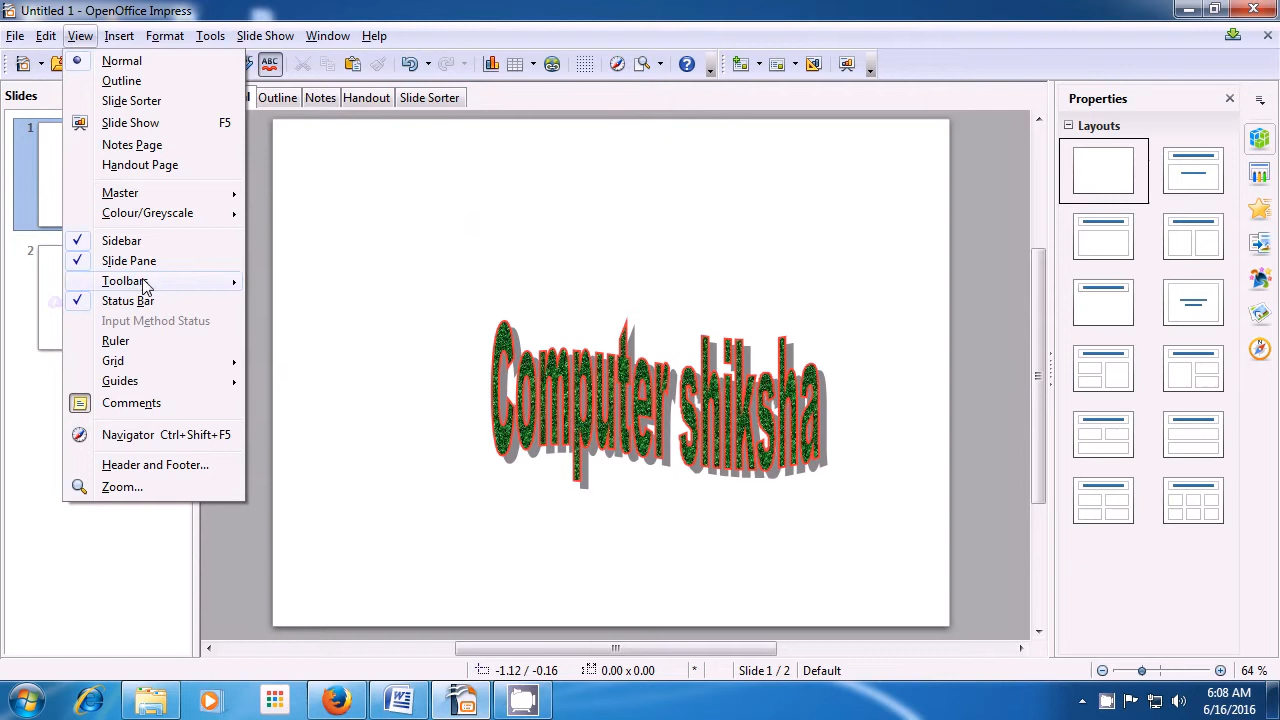 Untitled 1 - OpenOffice Impress
File Edit View Insert Format Tools Slide Show Window Help
ABC
Slides
Outline Notes Handout Slide Sorter
Properties
Layouts
1
2
Normal
Outline
Slide Sorter
Slide Show F5
Notes Page
Handout Page
Master
Colour/Greyscale
Sidebar
Slide Pane
Toolbars
Status Bar
Input Method Status
Ruler
Grid
Guides
Comments
Navigator Ctrl+Shift+F5
Header and Footer...
Zoom...
Computer shiksha
-1.12 / -0.16 0.00 x 0.00 * Slide 1 / 2 Default 64 %
6:08 AM
6/16/2016